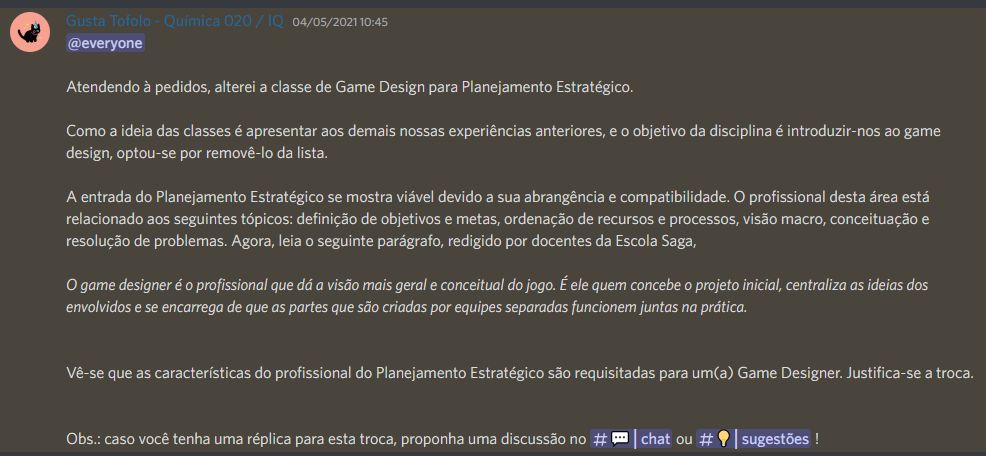 Gusta Tofolo - Química 020 / IQ 04/05/2021 10:45
@everyone
Atendendo à pedidos, alterei a classe de Game Design para Planejamento Estratégico.
Como a ideia das classes é apresentar aos demais nossas experiências anteriores, e o objetivo da disciplina é introduzir-nos ao game
design, optou-se por removê-lo da lista.
A entrada do Planejamento Estratégico se mostra viável devido a sua abrangência e compatibilidade. O profissional desta área está
relacionado aos seguintes tópicos: definição de objetivos e metas, ordenação de recursos e processos, visão macro, conceituação e
resolução de problemas. Agora, leia o seguinte parágrafo, redigido por docentes da Escola Saga,
O game designer é o profissional que dá a visão mais geral e conceitual do jogo. É ele quem concebe o projeto inicial, centraliza as ideias dos
envolvidos e se encarrega de que as partes que são criadas por equipes separadas funcionem juntas na prática.
Vê-se que as características do profissional do Planejamento Estratégico são requisitadas para um(a) Game Designer. Justifica-se a troca.
Obs.: caso você tenha uma réplica para esta troca, proponha uma discussão no #💬|chat ou #💡|sugestões !